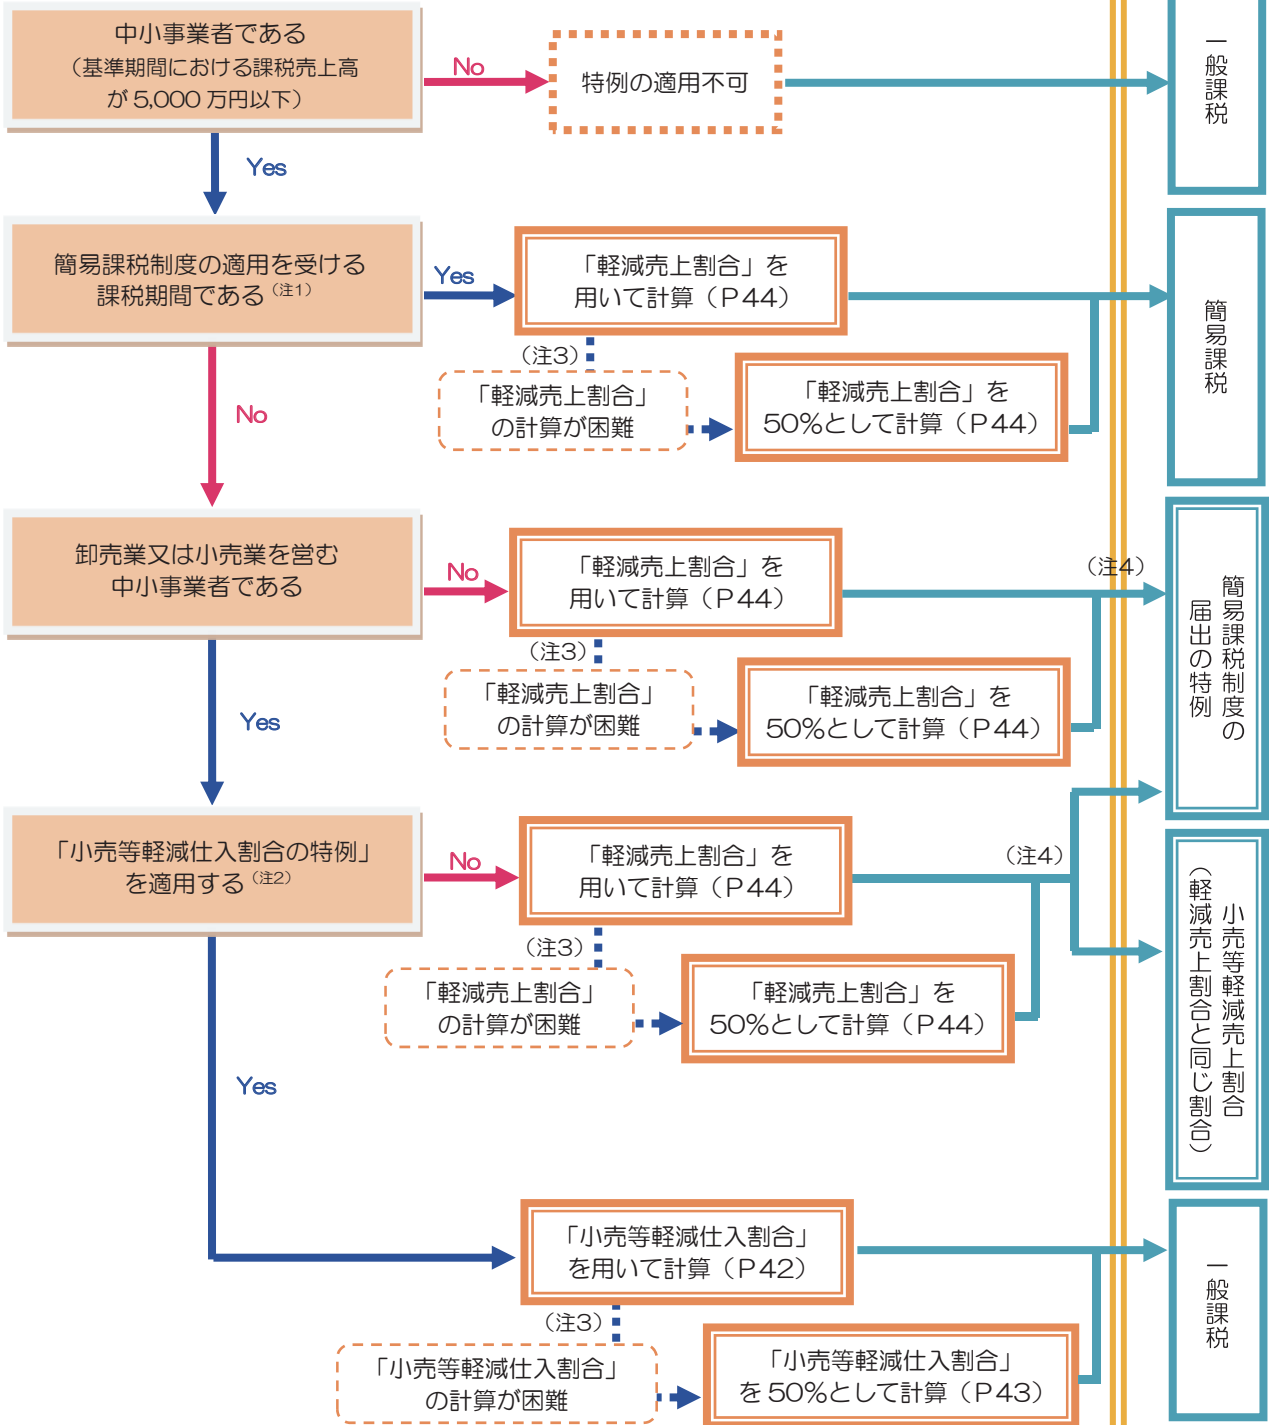 中小事業者である
（基準期間における課税売上高
が 5,000 万円以下）
No
特例の適用不可
一般課税
Yes
簡易課税制度の適用を受ける
課税期間である（注1）
Yes
「軽減売上割合」を
用いて計算（P44）
（注3）
「軽減売上割合」
の計算が困難
「軽減売上割合」を
50％として計算（P44）
簡易課税
No
卸売業又は小売業を営む
中小事業者である
No
「軽減売上割合」を
用いて計算（P44）
（注4）
（注3）
「軽減売上割合」
の計算が困難
「軽減売上割合」を
50％として計算（P44）
簡易課税制度の
届出の特例
Yes
「小売等軽減仕入割合の特例」
を適用する（注2）
No
「軽減売上割合」を
用いて計算（P44）
（注4）
（注3）
「軽減売上割合」
の計算が困難
「軽減売上割合」を
50％として計算（P44）
小売等軽減売上割合
（軽減売上割合と同じ割合）
Yes
「小売等軽減仕入割合」
を用いて計算（P42）
（注3）
「小売等軽減仕入割合」
の計算が困難
「小売等軽減仕入割合」
を 50％として計算（P43）
一般課税